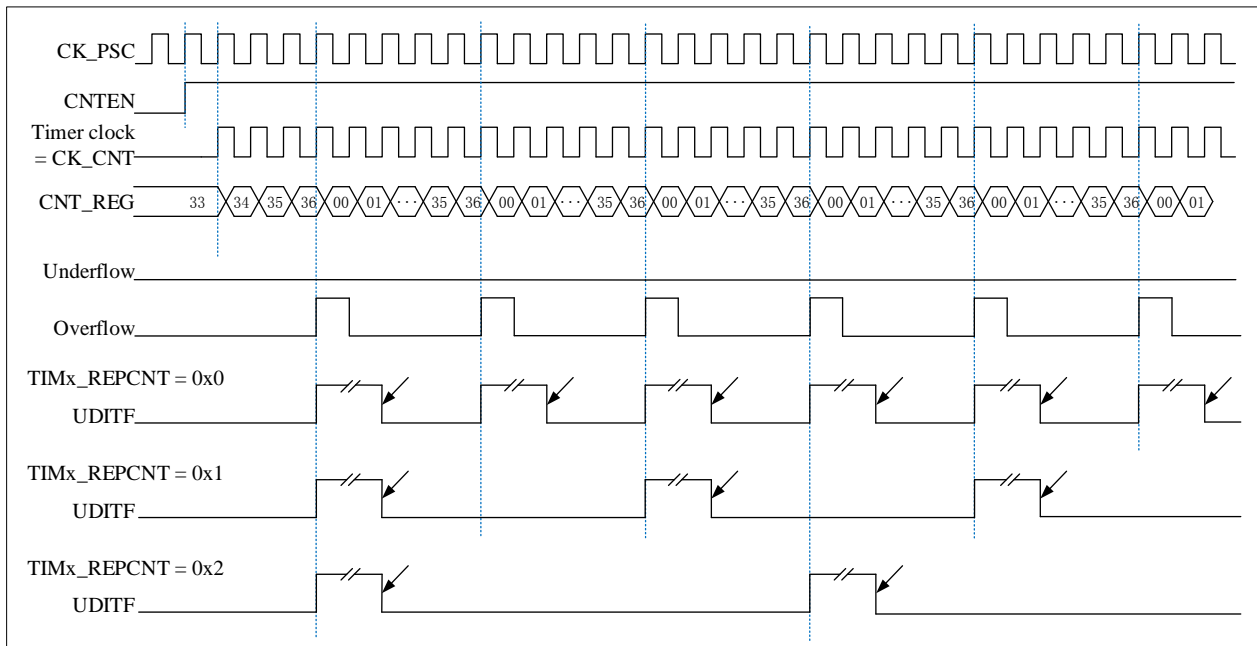 CK_PSC
CNTEN
Timer clock
= CK_CNT
CNT_REG 33 34 35 36 00 01 ··· 35 36 00 01 ··· 35 36 00 01 ··· 35 36 00 01 ··· 35 36 00 01 ··· 35 36 00 01
Underflow
Overflow
TIMx_REPCNT = 0x0
UDITF
TIMx_REPCNT = 0x1
UDITF
TIMx_REPCNT = 0x2
UDITF